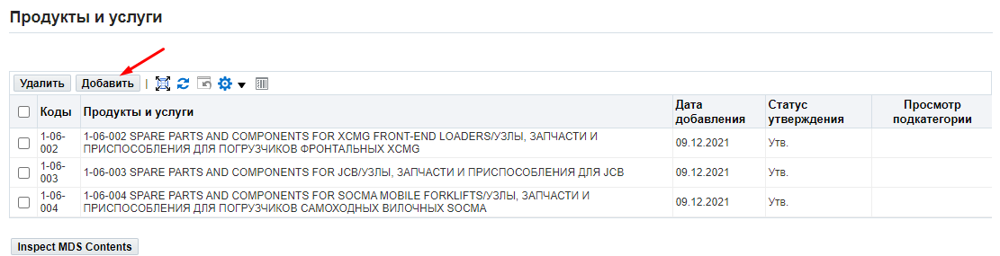 Продукты и услуги
Удалить Добавить
Коды Продукты и услуги Дата добавления Статус утверждения Просмотр подкатегории
1-06-002 1-06-002 SPARE PARTS AND COMPONENTS FOR XCMG FRONT-END LOADERS/УЗЛЫ, ЗАПЧАСТИ И
ПРИСПОСОБЛЕНИЯ ДЛЯ ПОГРУЗЧИКОВ ФРОНТАЛЬНЫХ XCMG 09.12.2021 Утв.
1-06-003 1-06-003 SPARE PARTS AND COMPONENTS FOR JCB/УЗЛЫ, ЗАПЧАСТИ И ПРИСПОСОБЛЕНИЯ ДЛЯ JCB 09.12.2021 Утв.
1-06-004 1-06-004 SPARE PARTS AND COMPONENTS FOR SOCMA MOBILE FORKLIFTS/УЗЛЫ, ЗАПЧАСТИ И
ПРИСПОСОБЛЕНИЯ ДЛЯ ПОГРУЗЧИКОВ САМОХОДНЫХ ВИЛОЧНЫХ SOCMA 09.12.2021 Утв.
Inspect MDS Contents